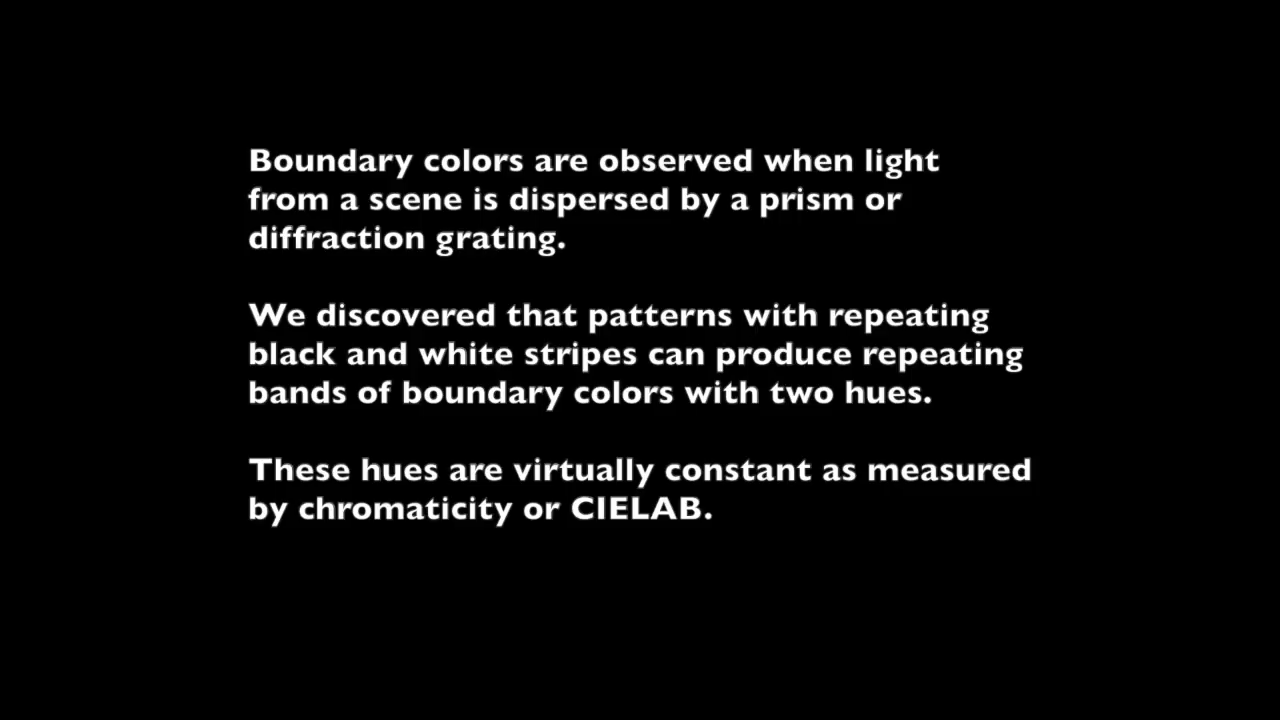 Boundary colors are observed when light
from a scene is dispersed by a prism or
diffraction grating.
We discovered that patterns with repeating
black and white stripes can produce repeating
bands of boundary colors with two hues.
These hues are virtually constant as measured
by chromaticity or CIELAB.